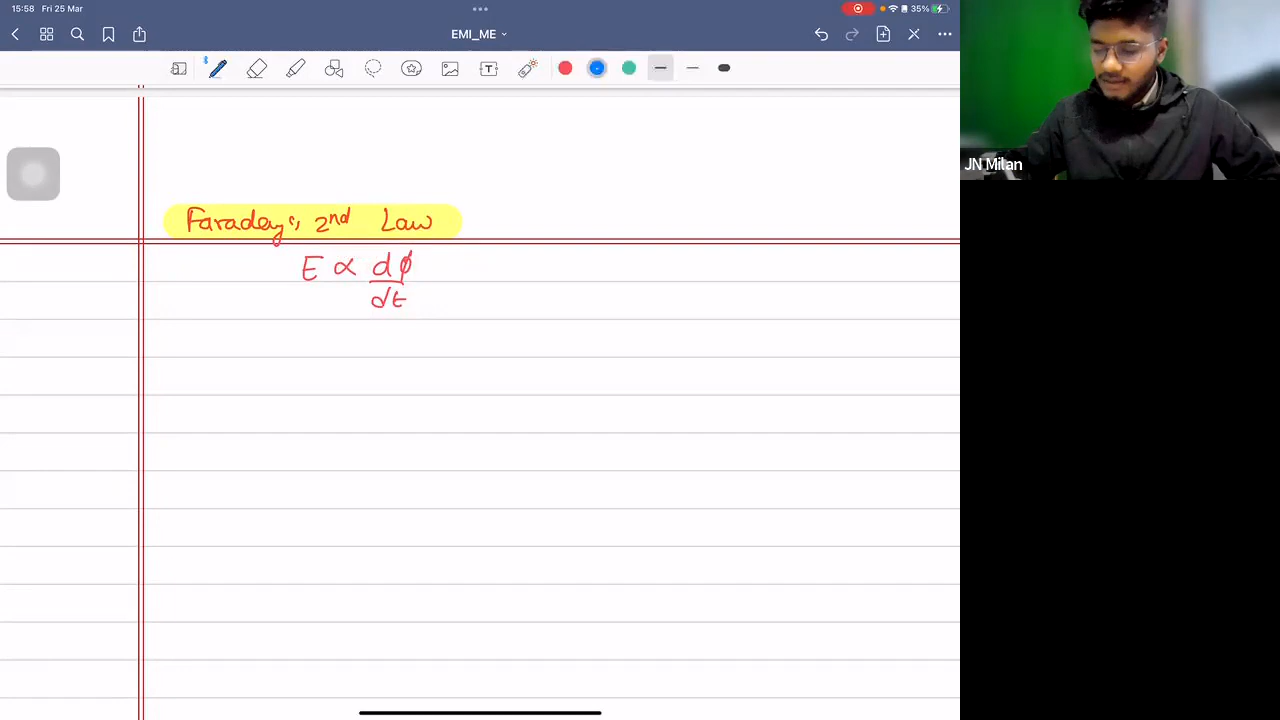 15:58 Fri 25 Mar
35%
EMI_ME
T
JN Milan
Faraday's 2nd Law
E ∝ dφ
dt